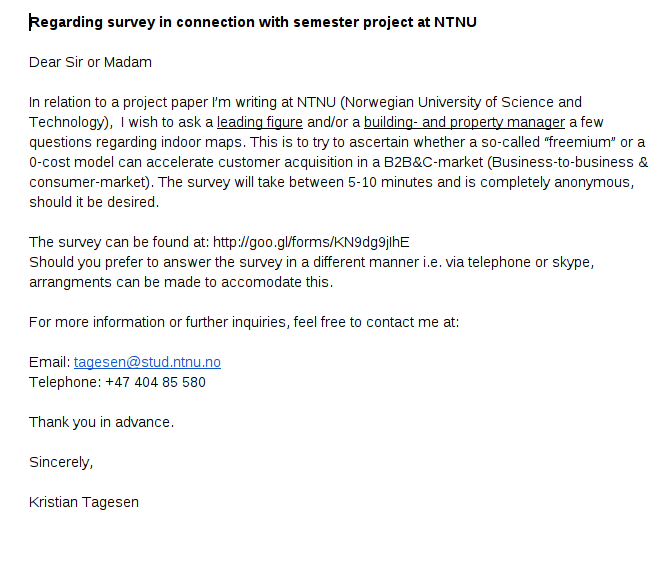 Regarding survey in connection with semester project at NTNU
Dear Sir or Madam
In relation to a project paper I'm writing at NTNU (Norwegian University of Science and
Technology),  I wish to ask a leading figure and/or a building- and property manager a few
questions regarding indoor maps. This is to try to ascertain whether a so-called "freemium" or a
0-cost model can accelerate customer acquisition in a B2B&C-market (Business-to-business &
consumer-market). The survey will take between 5-10 minutes and is completely anonymous,
should it be desired.
The survey can be found at: http://goo.gl/forms/KN9dg9jIhE
Should you prefer to answer the survey in a different manner i.e. via telephone or skype,
arrangments can be made to accomodate this.
For more information or further inquiries, feel free to contact me at:
Email: tagesen@stud.ntnu.no
Telephone: +47 404 85 580
Thank you in advance.
Sincerely,
Kristian Tagesen